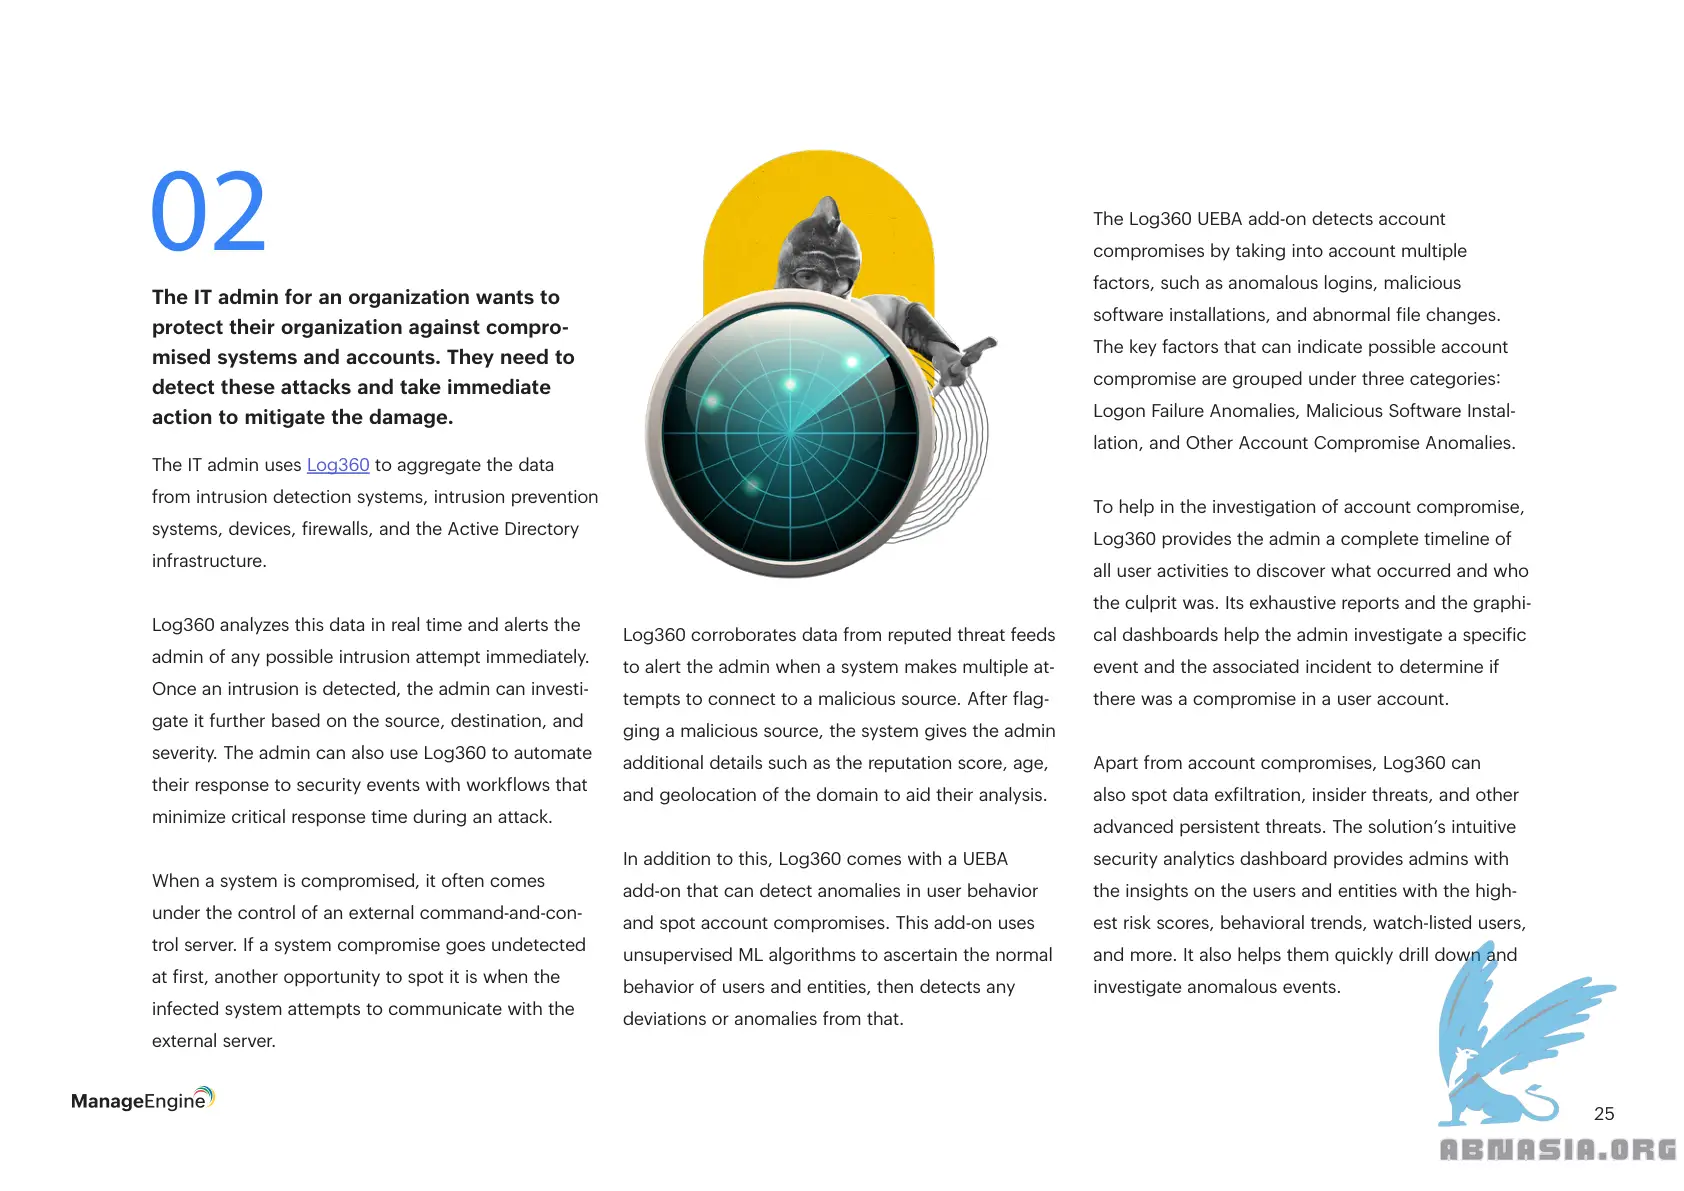 02
The IT admin for an organization wants to
protect their organization against compro-
mised systems and accounts. They need to
detect these attacks and take immediate
action to mitigate the damage.
The IT admin uses Log360 to aggregate the data
from intrusion detection systems, intrusion prevention
systems, devices, firewalls, and the Active Directory
infrastructure.
Log360 analyzes this data in real time and alerts the
admin of any possible intrusion attempt immediately.
Once an intrusion is detected, the admin can investi-
gate it further based on the source, destination, and
severity. The admin can also use Log360 to automate
their response to security events with workflows that
minimize critical response time during an attack.
When a system is compromised, it often comes
under the control of an external command-and-con-
trol server. If a system compromise goes undetected
at first, another opportunity to spot it is when the
infected system attempts to communicate with the
external server.
Log360 corroborates data from reputed threat feeds
to alert the admin when a system makes multiple at-
tempts to connect to a malicious source. After flag-
ging a malicious source, the system gives the admin
additional details such as the reputation score, age,
and geolocation of the domain to aid their analysis.
In addition to this, Log360 comes with a UEBA
add-on that can detect anomalies in user behavior
and spot account compromises. This add-on uses
unsupervised ML algorithms to ascertain the normal
behavior of users and entities, then detects any
deviations or anomalies from that.
The Log360 UEBA add-on detects account
compromises by taking into account multiple
factors, such as anomalous logins, malicious
software installations, and abnormal file changes.
The key factors that can indicate possible account
compromise are grouped under three categories:
Logon Failure Anomalies, Malicious Software Instal-
lation, and Other Account Compromise Anomalies.
To help in the investigation of account compromise,
Log360 provides the admin a complete timeline of
all user activities to discover what occurred and who
the culprit was. Its exhaustive reports and the graphi-
cal dashboards help the admin investigate a specific
event and the associated incident to determine if
there was a compromise in a user account.
Apart from account compromises, Log360 can
also spot data exfiltration, insider threats, and other
advanced persistent threats. The solution’s intuitive
security analytics dashboard provides admins with
the insights on the users and entities with the high-
est risk scores, behavioral trends, watch-listed users,
and more. It also helps them quickly drill down and
investigate anomalous events.
ManageEngine
25
ABNASIA.ORG